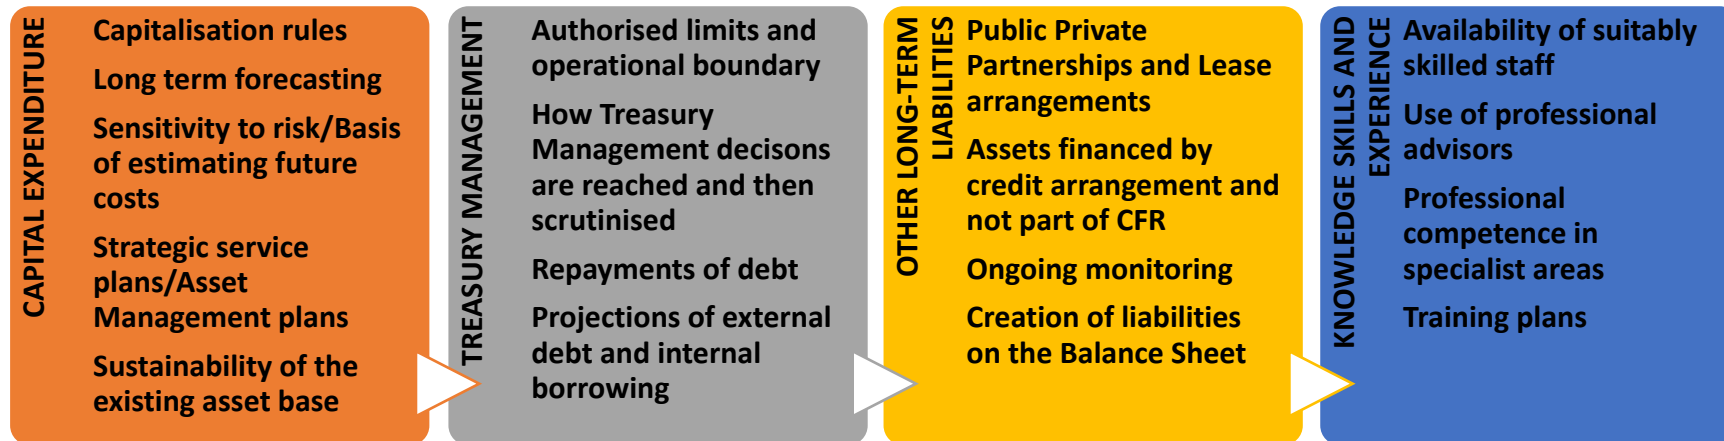 CAPITAL EXPENDITURE
Capitalisation rules
Long term forecasting
Sensitivity to risk/Basis
of estimating future
costs
Strategic service
plans/Asset
Management plans
Sustainability of the
existing asset base
TREASURY MANAGEMENT
Authorised limits and
operational boundary
How Treasury
Management decisons
are reached and then
scrutinised
Repayments of debt
Projections of external
debt and internal
borrowing
OTHER LONG-TERM
LIABILITIES
Public Private
Partnerships and Lease
arrangements
Assets financed by
credit arrangement and
not part of CFR
Ongoing monitoring
Creation of liabilities
on the Balance Sheet
KNOWLEDGE SKILLS AND
EXPERIENCE
Availability of suitably
skilled staff
Use of professional
advisors
Professional
competence in
specialist areas
Training plans